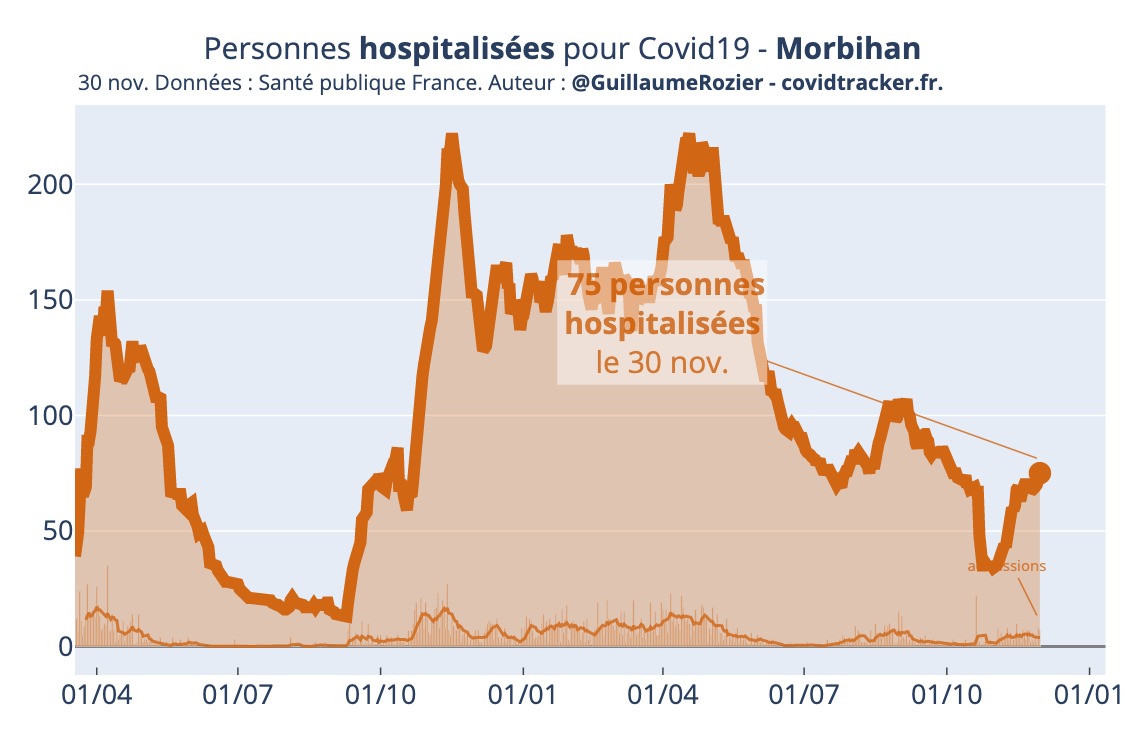 Personnes hospitalisées pour Covid19 - Morbihan
30 nov. Données : Santé publique France. Auteur : @GuillaumeRozier - covidtracker.fr.
200
150
100
50
0
75 personnes
hospitalisées
le 30 nov.
admissions
01/04
01/07
01/10
01/01
01/04
01/07
01/10
01/01